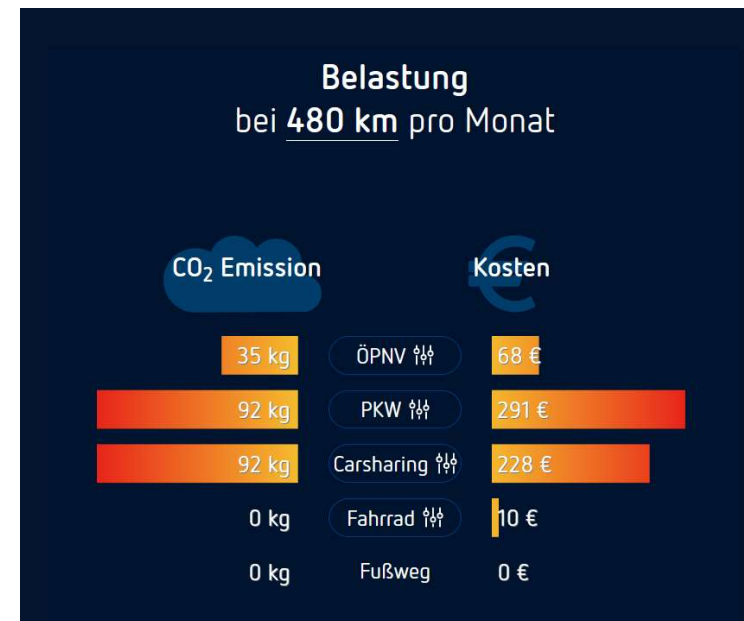 Belastung
bei 480 km pro Monat
CO₂ Emission Kosten
35 kg ÖPNV 68 €
92 kg PKW 291 €
92 kg Carsharing 228 €
0 kg Fahrrad 10 €
0 kg Fußweg 0 €